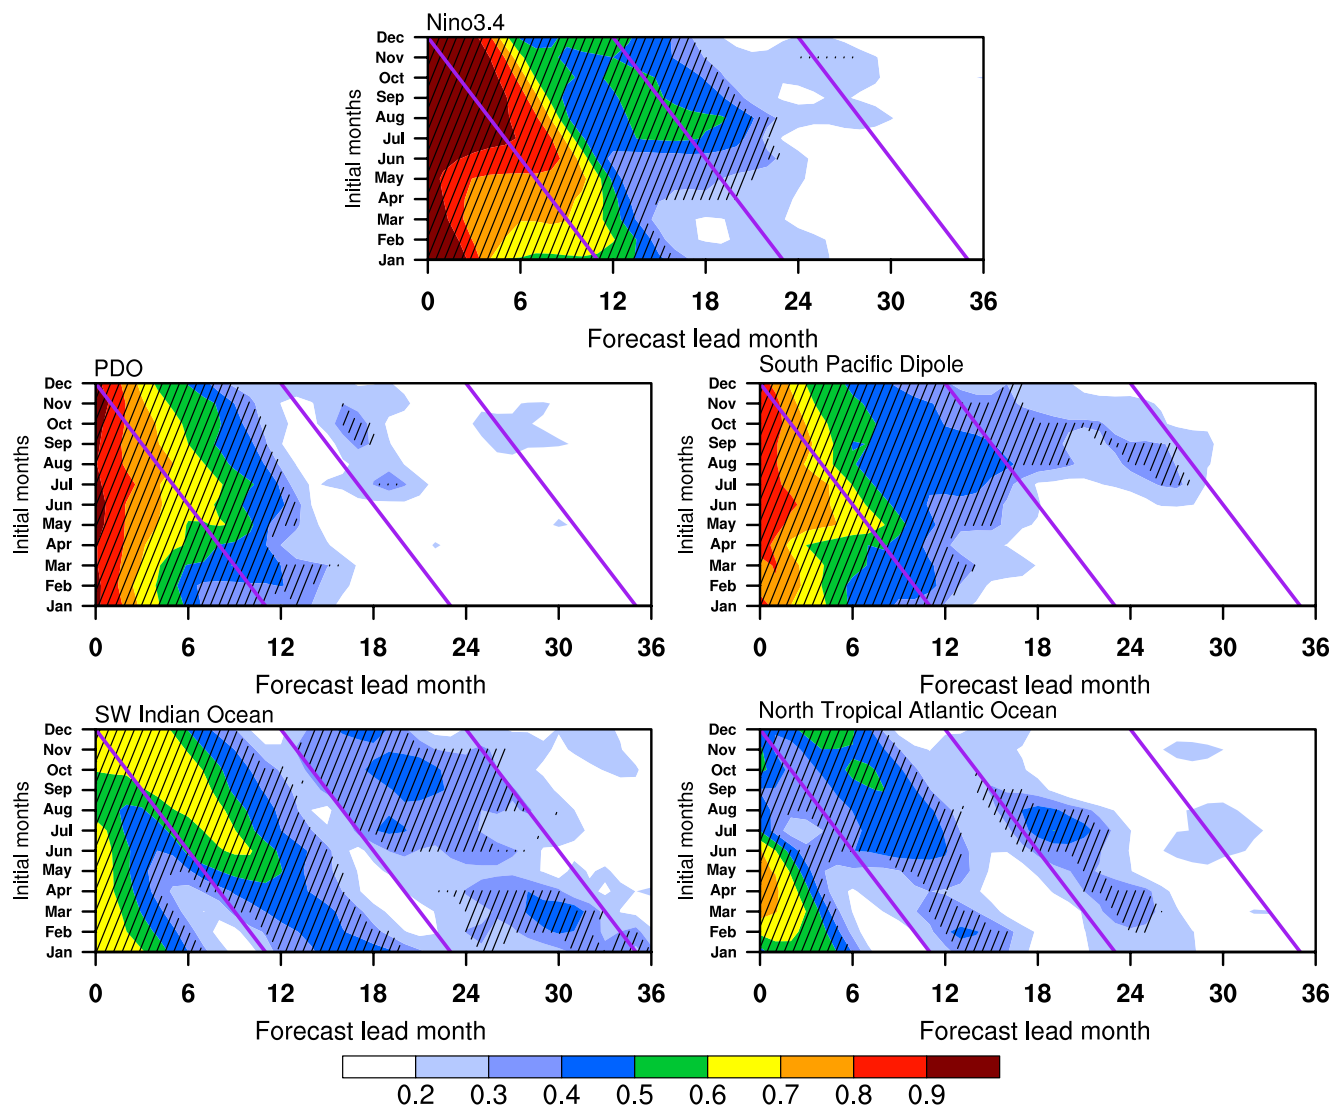 Nino3.4
Initial months
Dec
Nov
Oct
Sep
Aug
Jul
Jun
May
Apr
Mar
Feb
Jan
0 6 12 18 24 30 36
Forecast lead month
PDO
Initial months
Dec
Nov
Oct
Sep
Aug
Jul
Jun
May
Apr
Mar
Feb
Jan
0 6 12 18 24 30 36
Forecast lead month
South Pacific Dipole
Initial months
Dec
Nov
Oct
Sep
Aug
Jul
Jun
May
Apr
Mar
Feb
Jan
0 6 12 18 24 30 36
Forecast lead month
SW Indian Ocean
Initial months
Dec
Nov
Oct
Sep
Aug
Jul
Jun
May
Apr
Mar
Feb
Jan
0 6 12 18 24 30 36
Forecast lead month
North Tropical Atlantic Ocean
Initial months
Dec
Nov
Oct
Sep
Aug
Jul
Jun
May
Apr
Mar
Feb
Jan
0 6 12 18 24 30 36
Forecast lead month
0.2 0.3 0.4 0.5 0.6 0.7 0.8 0.9